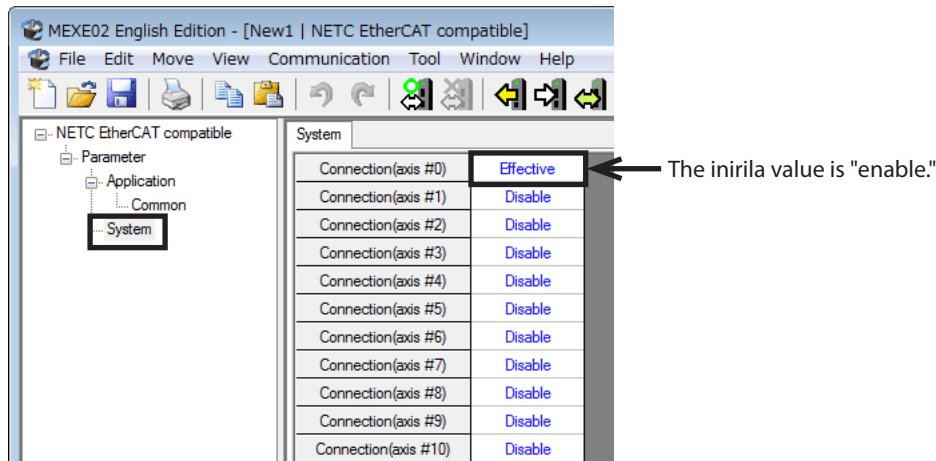 MEXE02 English Edition - [New1 | NETC EtherCAT compatible]
File Edit Move View Communication Tool Window Help
NETC EtherCAT compatible
Parameter
Application
Common
System
System
Connection(axis #0) Effective
The inirila value is "enable."
Connection(axis #1) Disable
Connection(axis #2) Disable
Connection(axis #3) Disable
Connection(axis #4) Disable
Connection(axis #5) Disable
Connection(axis #6) Disable
Connection(axis #7) Disable
Connection(axis #8) Disable
Connection(axis #9) Disable
Connection(axis #10) Disable